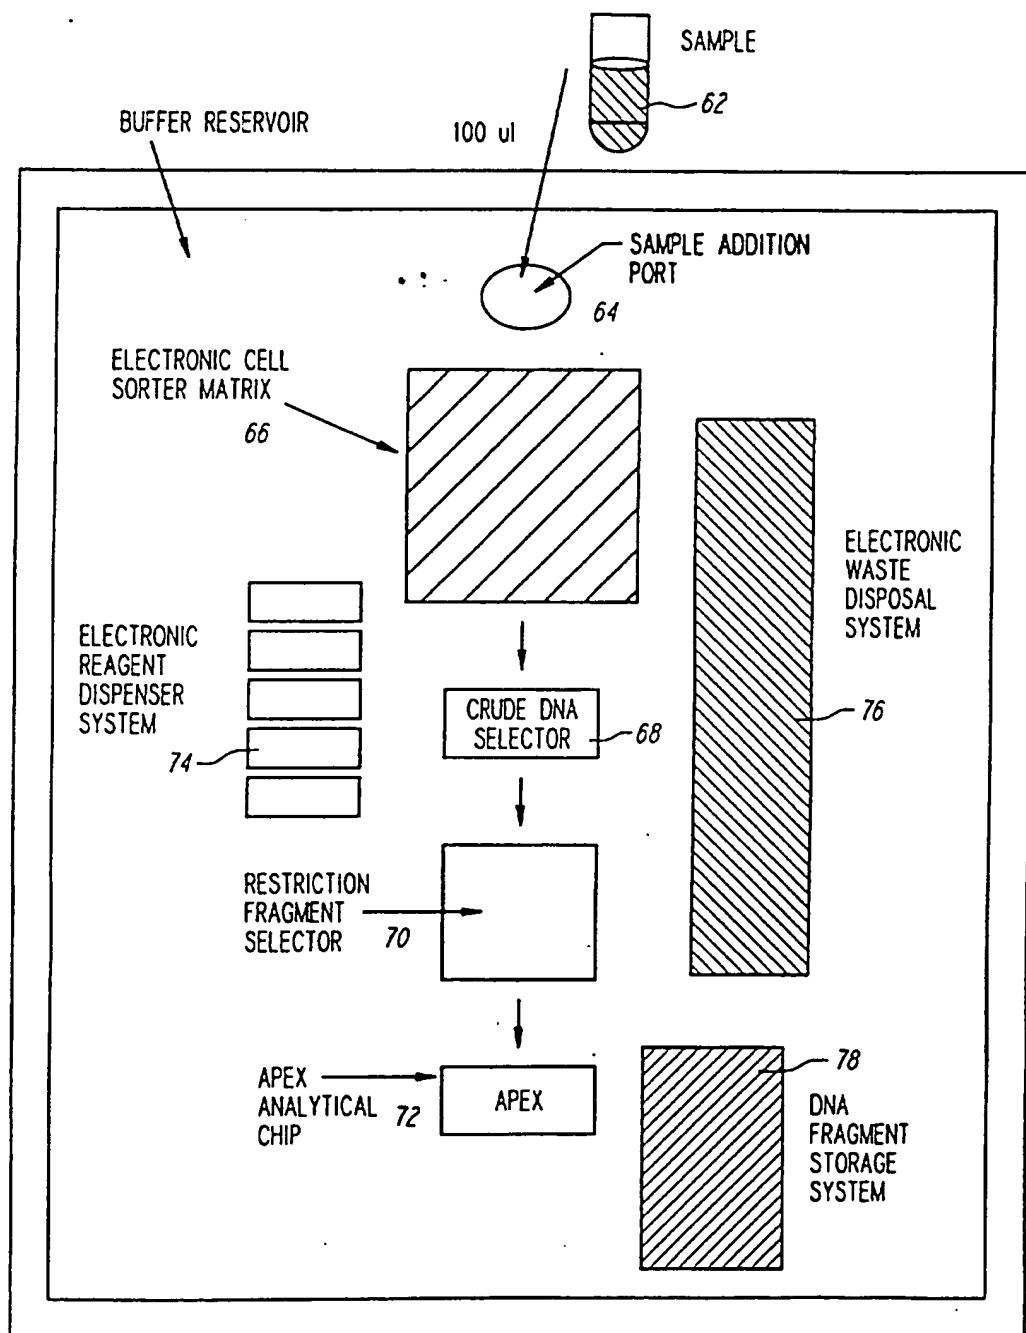 SAMPLE
62
BUFFER RESERVOIR
100 ul
SAMPLE ADDITION
PORT
64
ELECTRONIC CELL
SORTER MATRIX
66
ELECTRONIC
WASTE
DISPOSAL
SYSTEM
76
ELECTRONIC
REAGENT
DISPENSER
SYSTEM
74
CRUDE DNA
SELECTOR
68
RESTRICTION
FRAGMENT
SELECTOR
70
APEX
ANALYTICAL
CHIP
72
APEX
78
DNA
FRAGMENT
STORAGE
SYSTEM